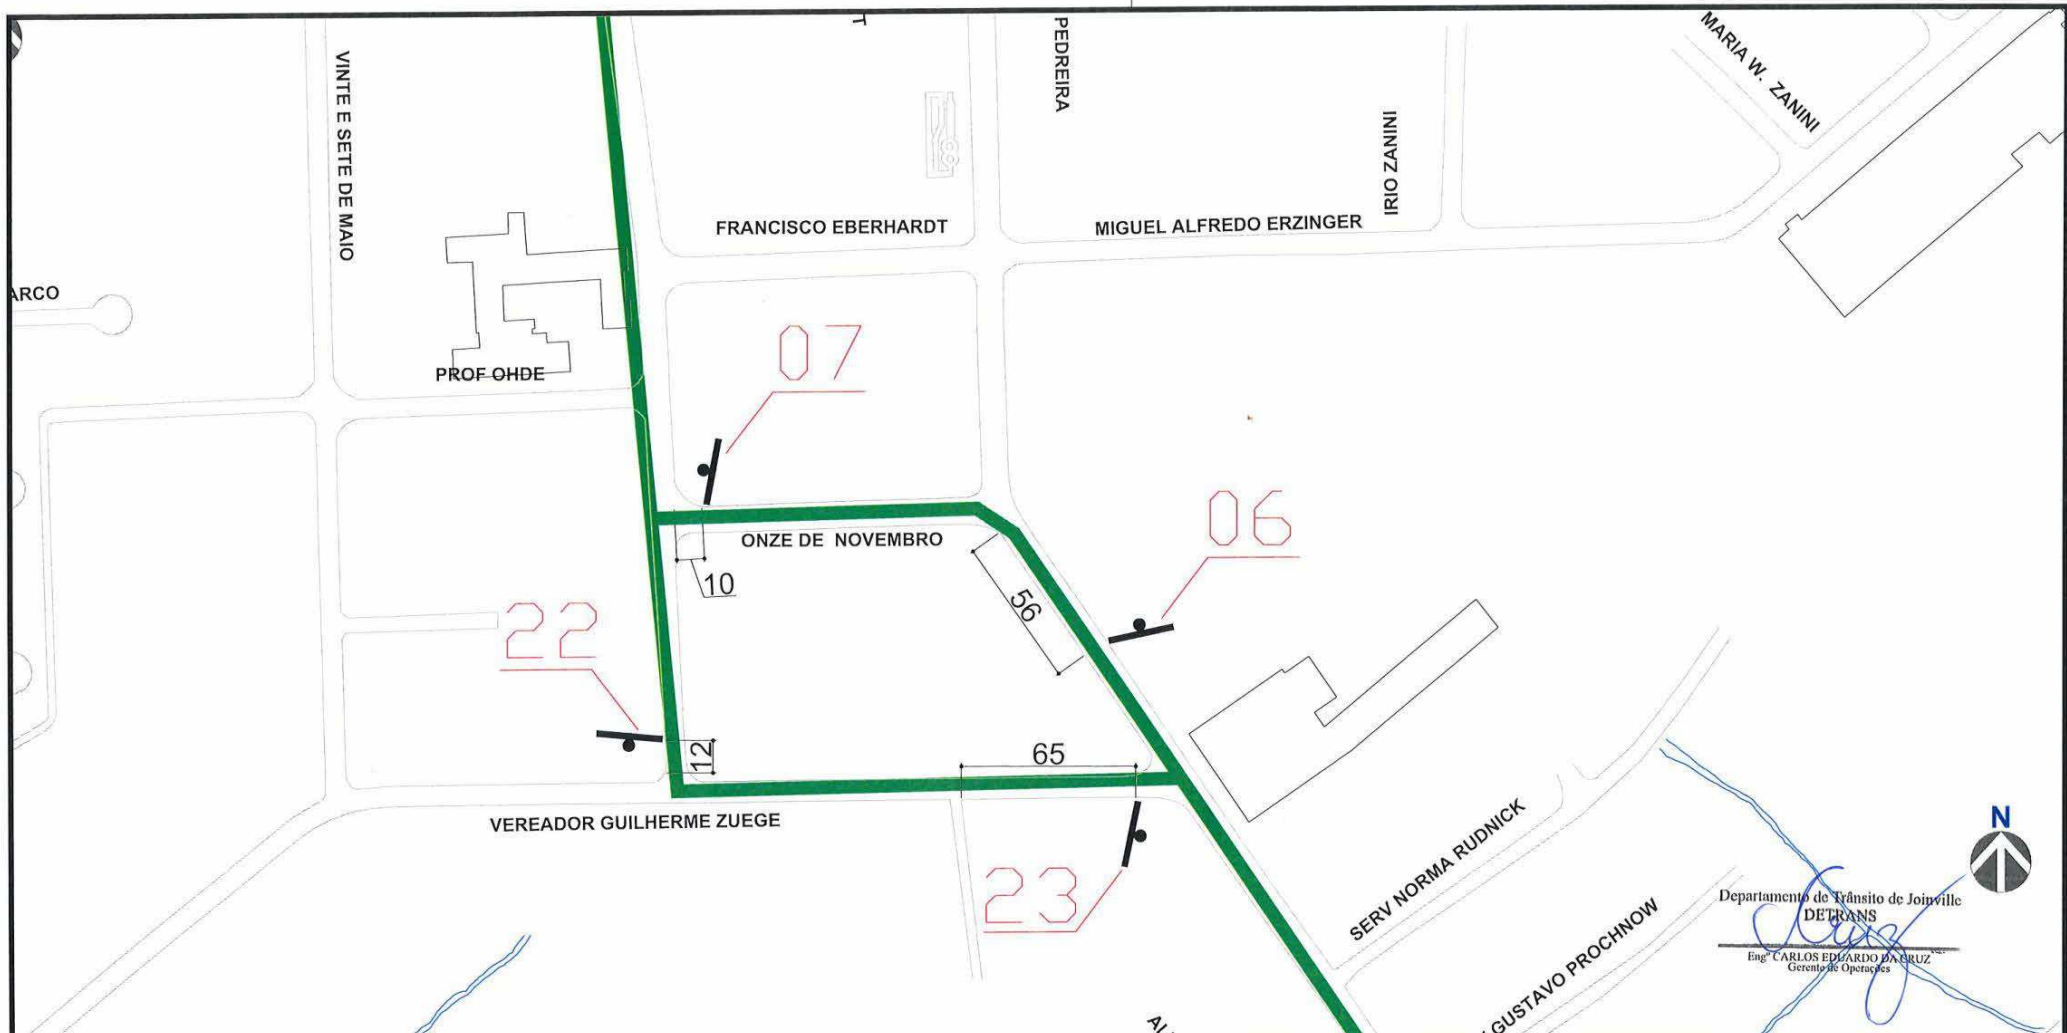 PEDREIRA
MARIA W. ZANINI
VINTE E SETE DE MAIO
IRIO ZANINI
FRANCISCO EBERHARDT
MIGUEL ALFREDO ERZINGER
ARCO
07
PROF OHDE
06
ONZE DE NOVEMBRO
10
56
22
12
65
VEREADOR GUILHERME ZUEGE
23
SERV NORMA RUDNICK
GUSTAVO PROCHNOW
N
Departamento de Trânsito de Joinville
DETRANS
Cruz
Engº CARLOS EDUARDO DA CRUZ
Gerente de Operações